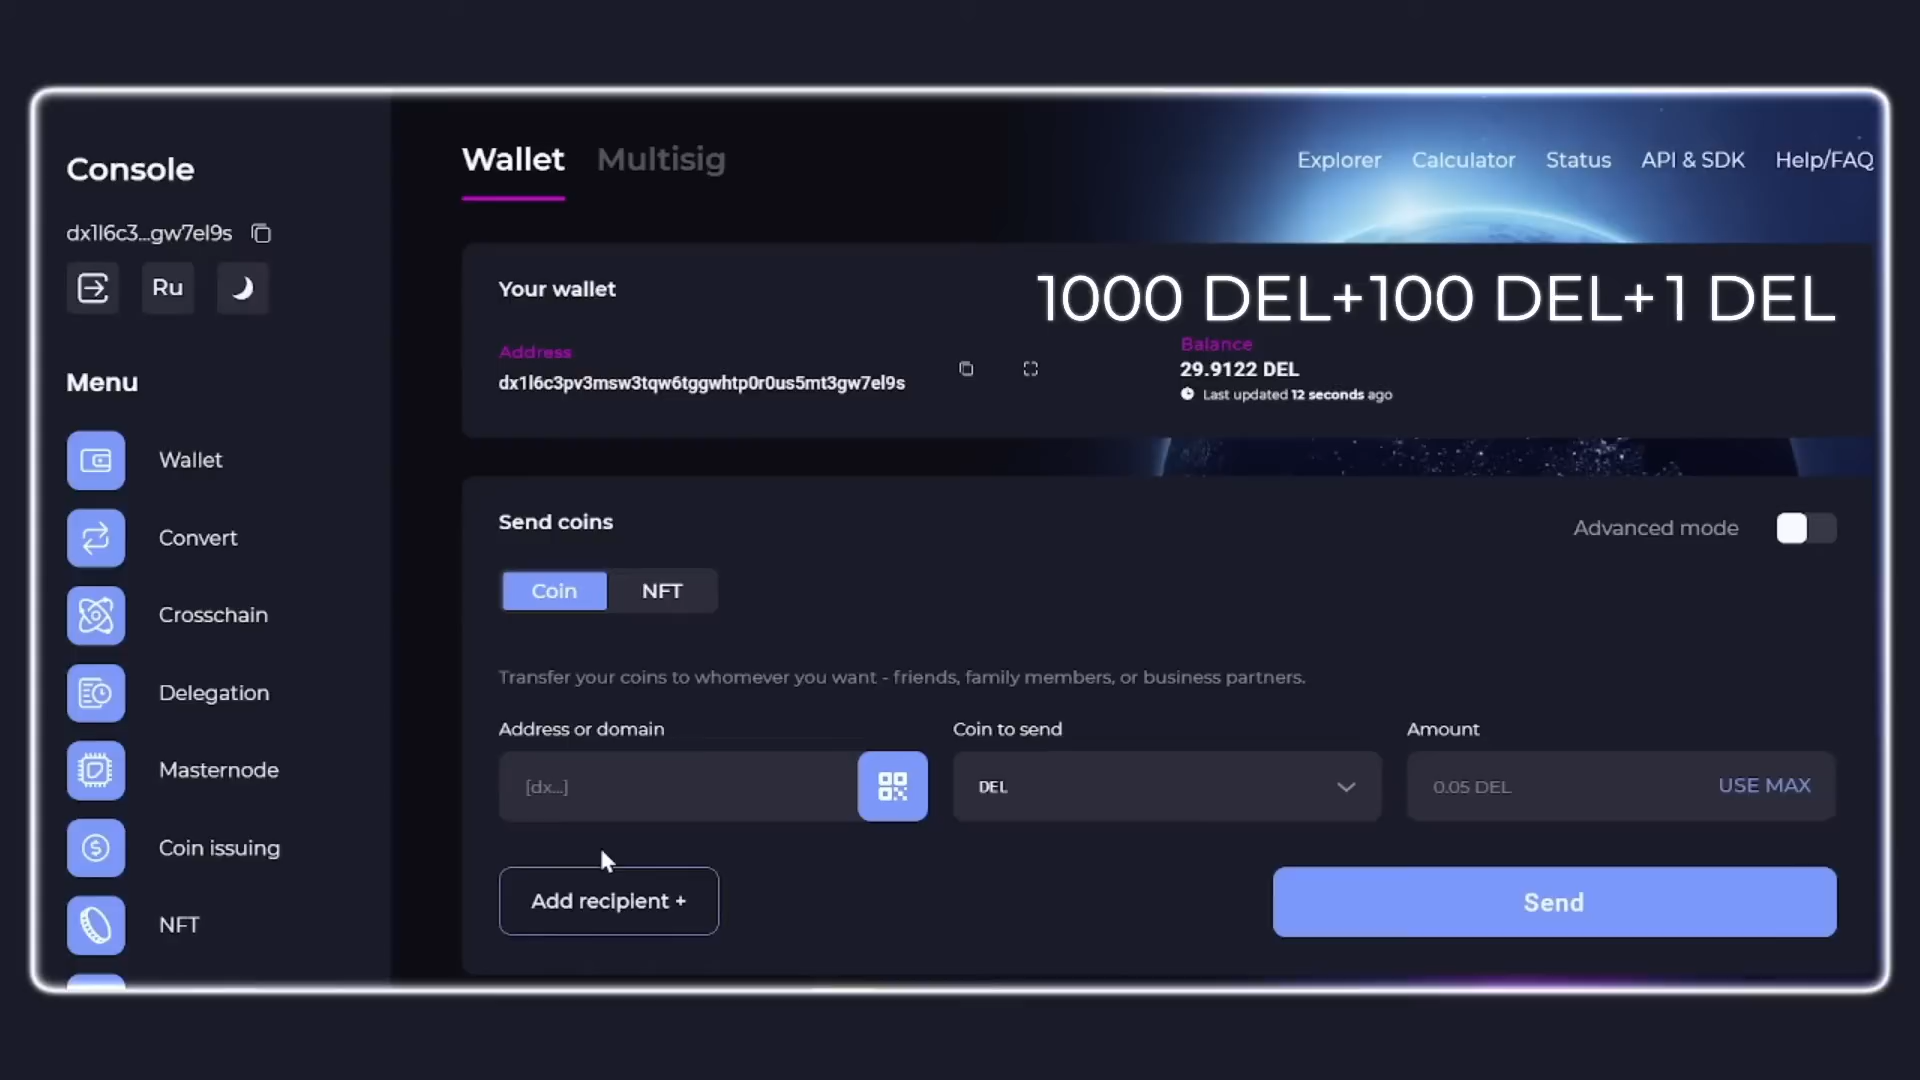 Console
dx1l6c3...gw7el9s
Ru
Menu
Wallet
Convert
Crosschain
Delegation
Masternode
Coin issuing
NFT
Wallet Multisig
Explorer Calculator Status API & SDK Help/FAQ
Your wallet
1000 DEL+100 DEL+1 DEL
Address
dx1l6c3pv3msw3tqw6tggwhtp0r0us5mt3gw7el9s
Balance
29.9122 DEL
Last updated 12 seconds ago
Send coins
Advanced mode
Coin NFT
Transfer your coins to whomever you want - friends, family members, or business partners.
Address or domain
[dx...]
Coin to send
DEL
Amount
0.05 DEL USE MAX
Add recipient +
Send